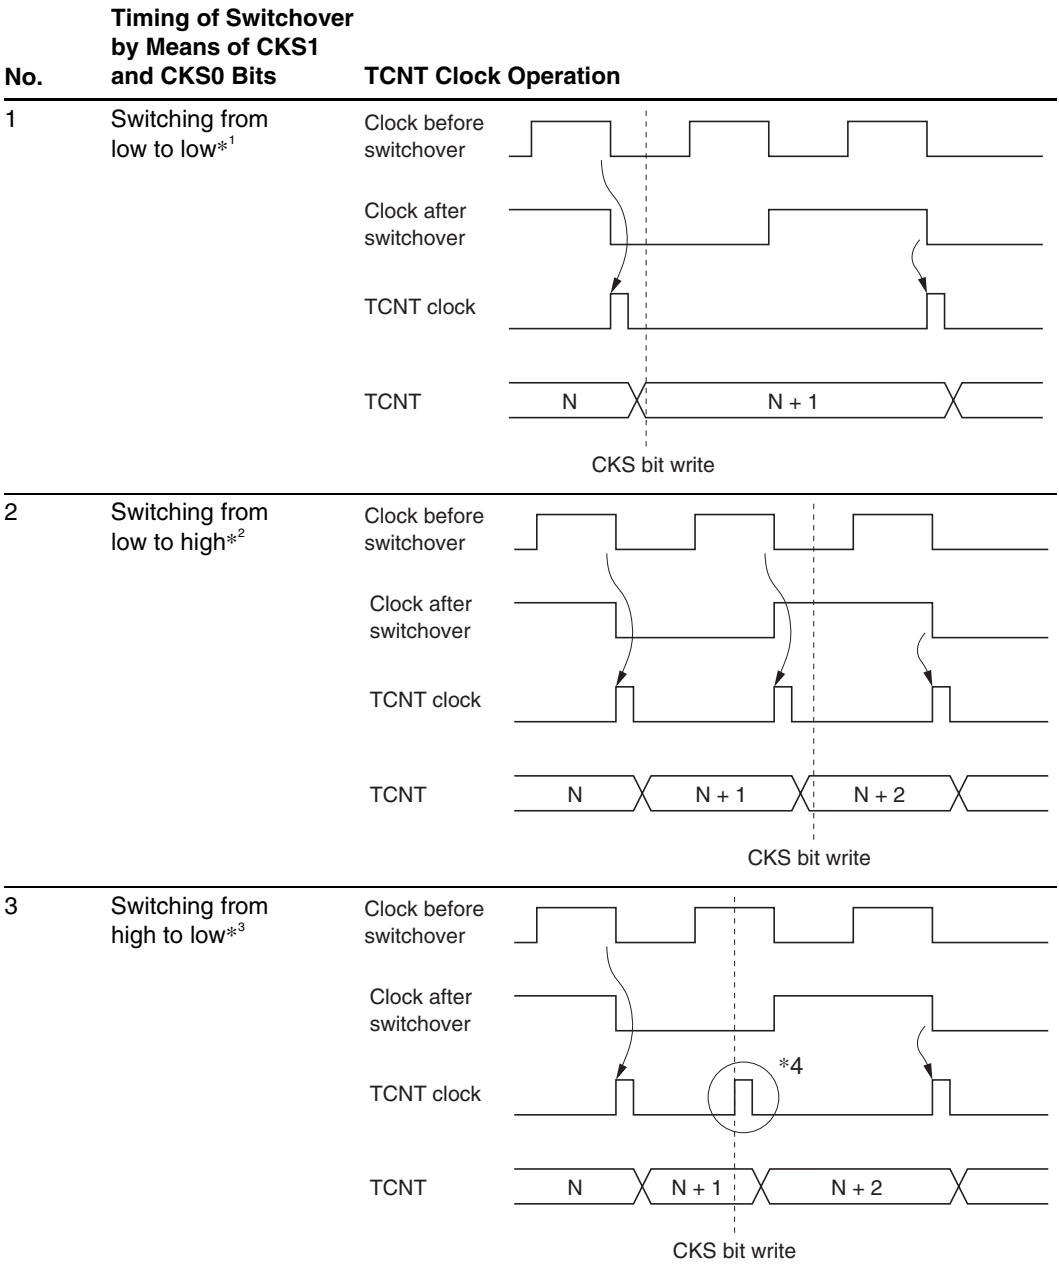 No. Timing of Switchover by Means of CKS1 and CKS0 Bits TCNT Clock Operation
1 Switching from low to low*1
Clock before switchover
Clock after switchover
TCNT clock
TCNT N N + 1
CKS bit write
2 Switching from low to high*2
Clock before switchover
Clock after switchover
TCNT clock
TCNT N N + 1 N + 2
CKS bit write
3 Switching from high to low*3
Clock before switchover
Clock after switchover
*4
TCNT clock
TCNT N N + 1 N + 2
CKS bit write